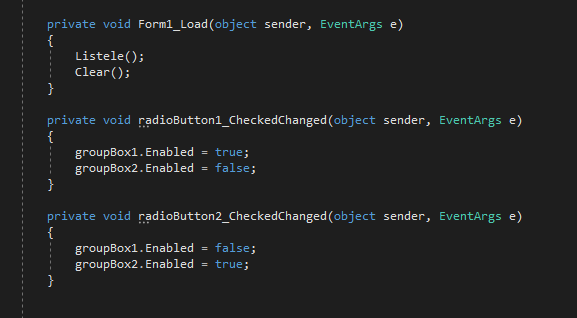 private void Form1_Load(object sender, EventArgs e)
{
Listele();
Clear();
}
private void radioButton1_CheckedChanged(object sender, EventArgs e)
{
groupBox1.Enabled = true;
groupBox2.Enabled = false;
}
private void radioButton2_CheckedChanged(object sender, EventArgs e)
{
groupBox1.Enabled = false;
groupBox2.Enabled = true;
}